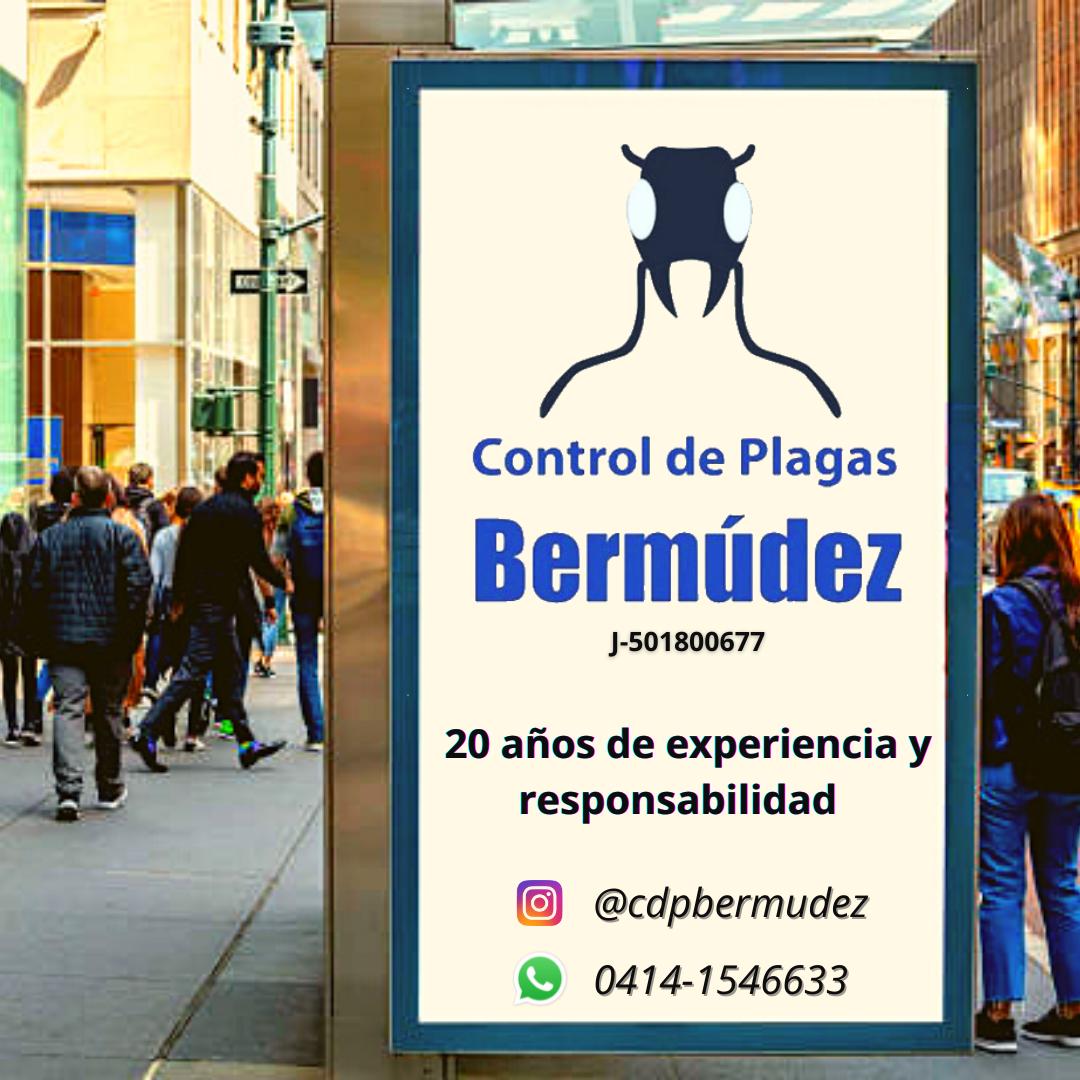 Control de Plagas
Bermúdez
J-501800677
20 años de experiencia y
responsabilidad
@cdpbermudez
0414-1546633